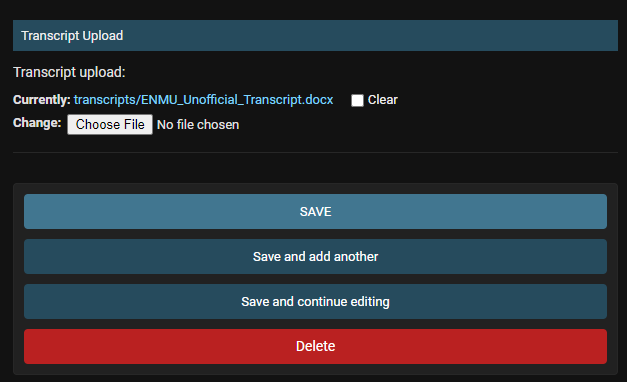 Transcript Upload
Transcript upload:
Currently: transcripts/ENMU_Unofficial_Transcript.docx Clear
Change: Choose File No file chosen
SAVE
Save and add another
Save and continue editing
Delete